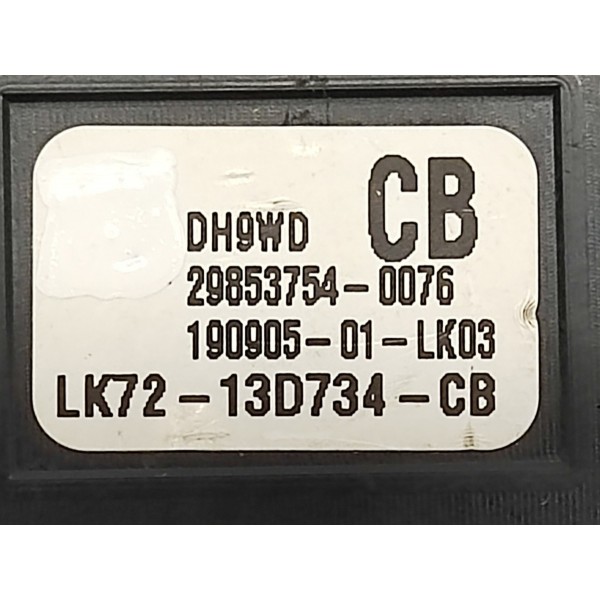 CB
DH9WD
29853754-0076
190905-01-LK03
LK72-13D734-CB